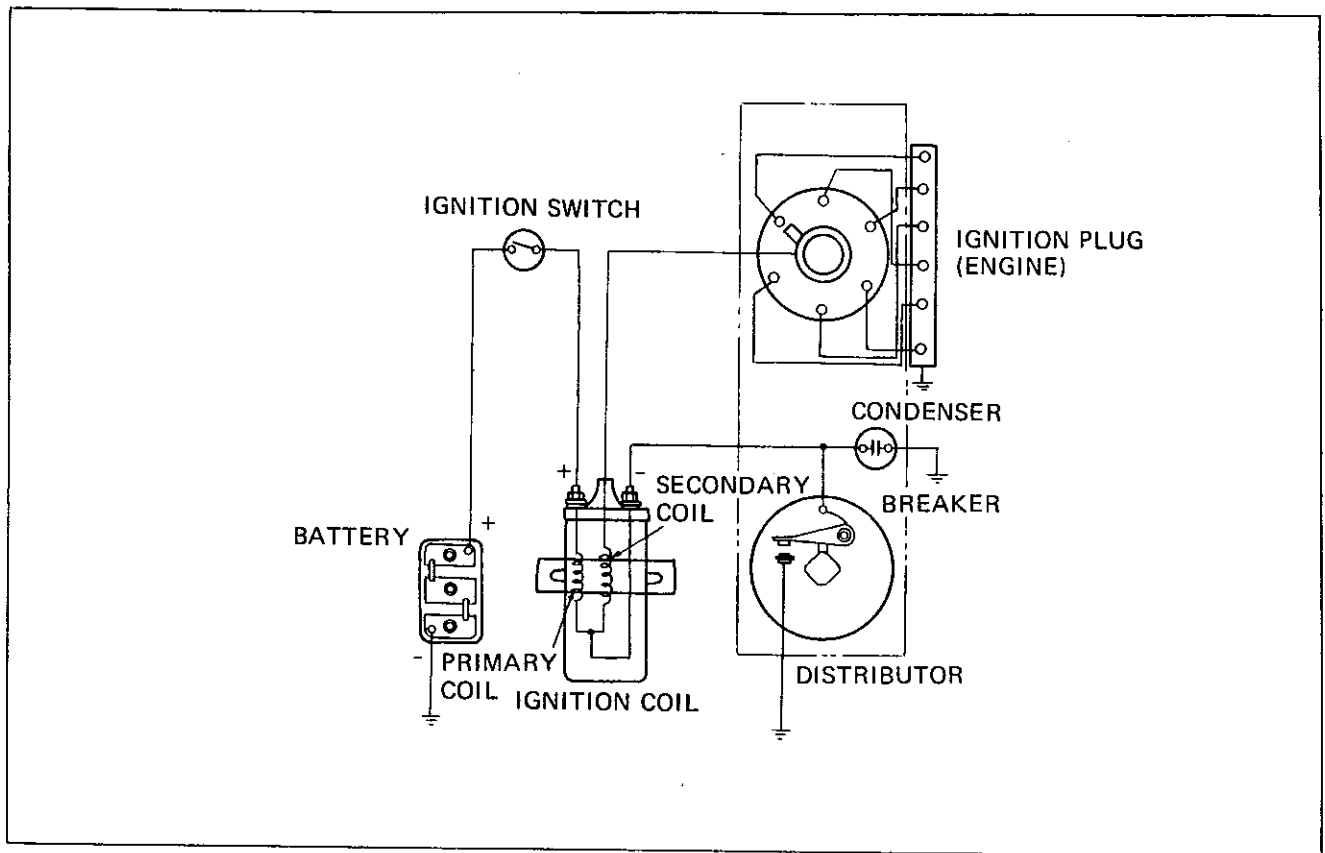 IGNITION SWITCH
IGNITION PLUG
(ENGINE)
CONDENSER
+
-
SECONDARY
COIL
BREAKER
BATTERY
+
-
PRIMARY
COIL
IGNITION COIL
DISTRIBUTOR